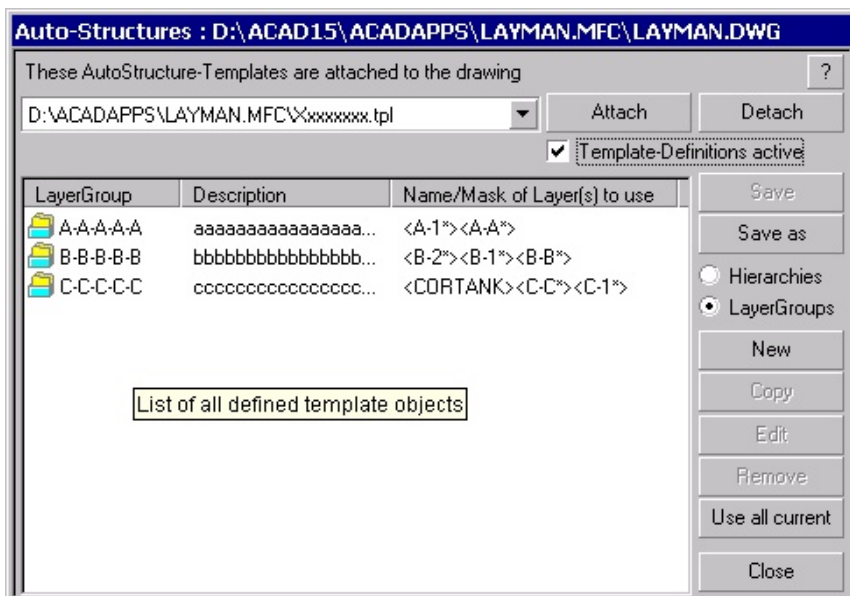 Auto-Structures : D:\ACAD15\ACADAPPS\LAYMAN.MFC\LAYMAN.DWG
These AutoStructure-Templates are attached to the drawing
?
D:\ACADAPPS\LAYMAN.MFC\Xxxxxxxx.tpl
Attach
Detach
Template-Definitions active
LayerGroup Description Name/Mask of Layer(s) to use
A-A-A-A-A aaaaaaaaaaaaaaaa... <A-1*><A-A*>
B-B-B-B-B bbbbbbbbbbbbbbbb... <B-2*><B-1*><B-B*>
C-C-C-C-C cccccccccccccccc... <CORTANK><C-C*><C-1*>
List of all defined template objects
Save
Save as
Hierarchies
LayerGroups
New
Copy
Edit
Remove
Use all current
Close